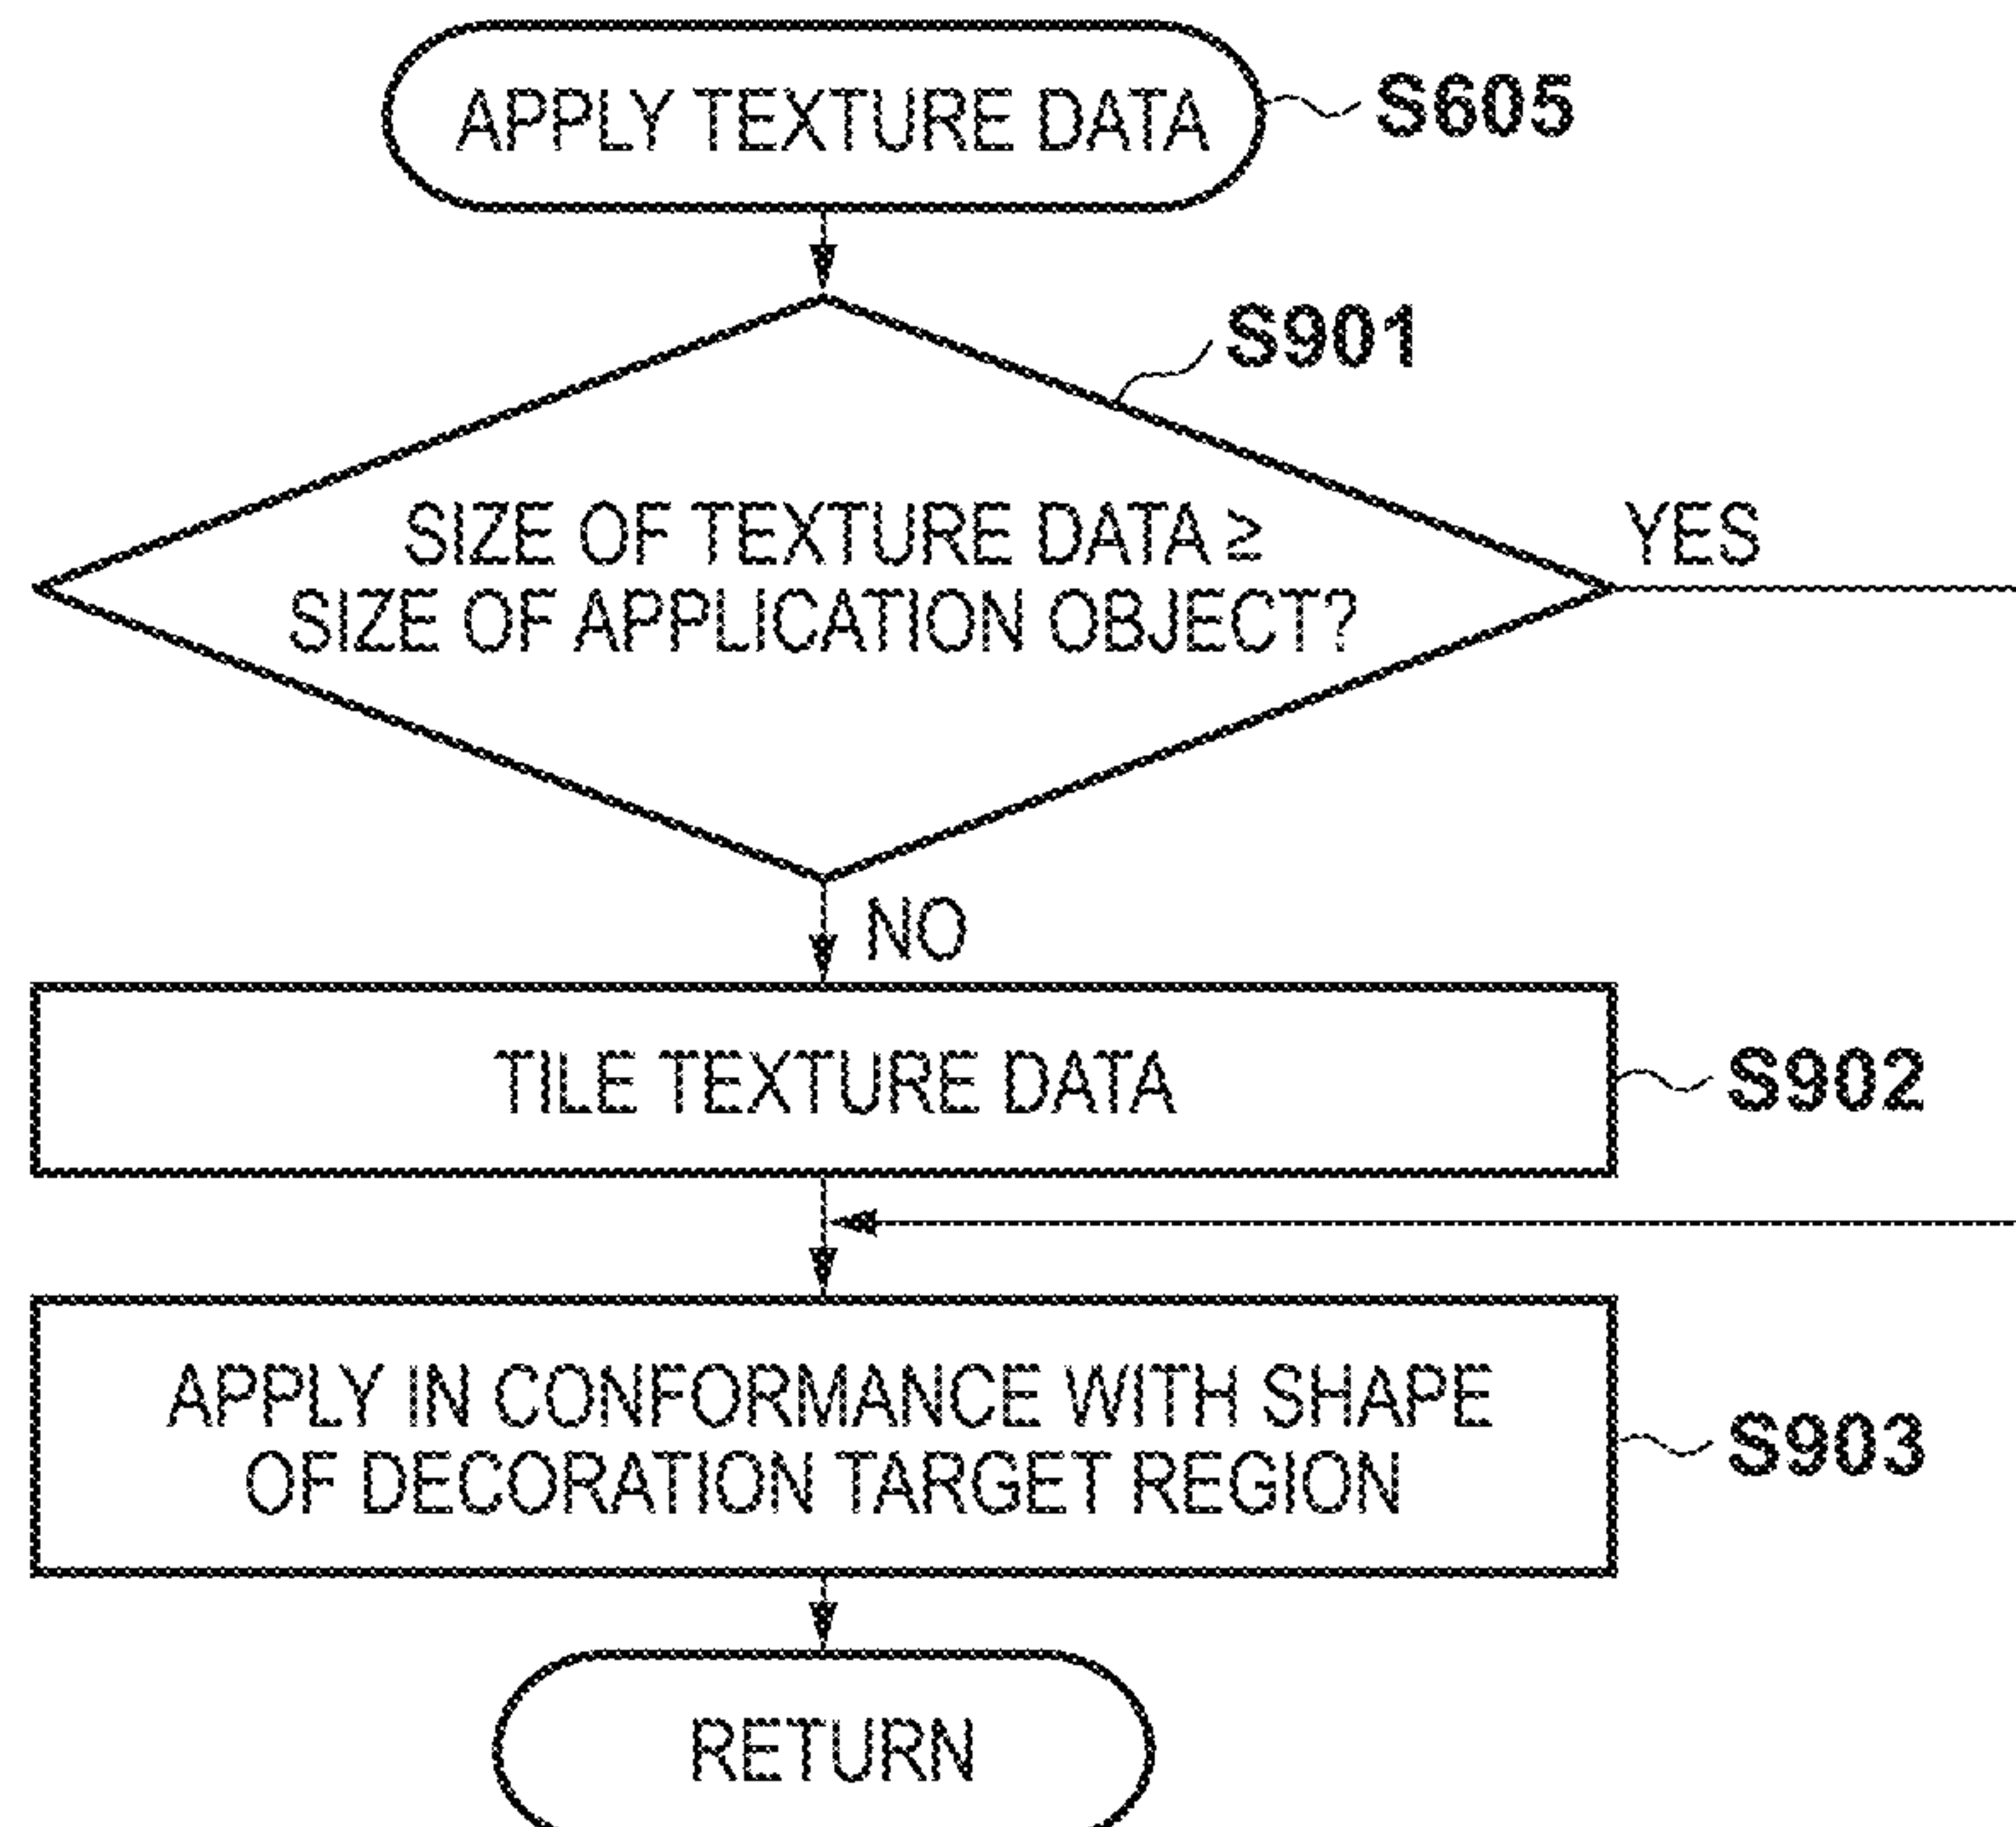 APPLY TEXTURE DATA
S605
S901
SIZE OF TEXTURE DATA ≥
SIZE OF APPLICATION OBJECT?
YES
NO
TILE TEXTURE DATA
S902
APPLY IN CONFORMANCE WITH SHAPE
OF DECORATION TARGET REGION
S903
RETURN